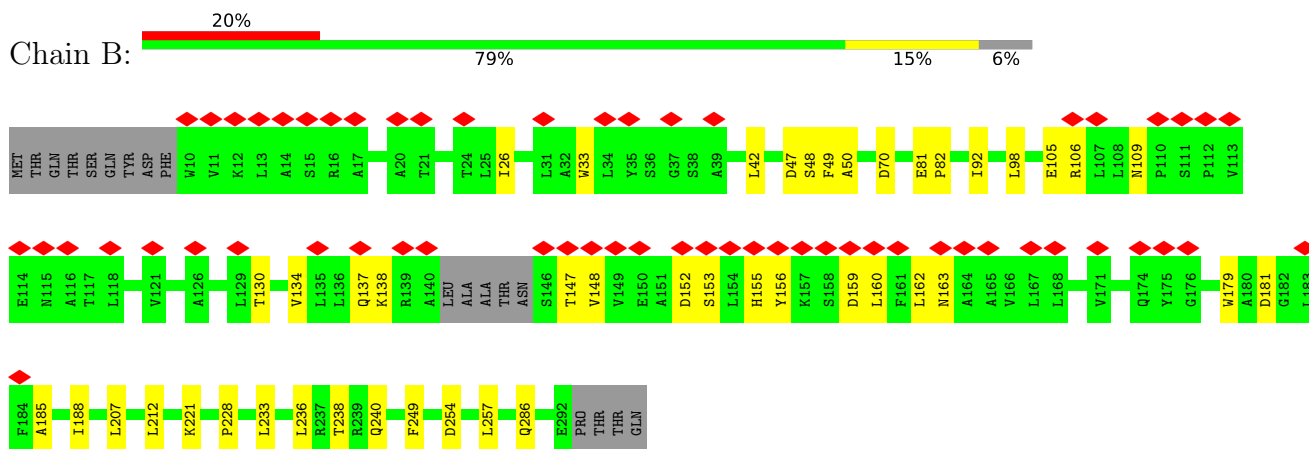 20%
Chain B:
79% 15% 6%
MET THR GLN THR THR SER GLN TYR ASP PHE W10 V11 K12 L13 A14 S15 R16 A17 A20 T21 T24 L25 I26 L31 A32 W33 L34 Y35 S36 G37 S38 A39 L42 D47 S48 F49 A50 D70 E81 P82 I92 L98 E105 R106 L107 L108 N109 P110 S111 P112 V113
E114 N115 A116 T117 L118 V121 A126 L129 T130 V134 L135 L136 Q137 K138 R139 A140 LEU ALA ALA THR ASN S146 T147 V148 V149 E150 A151 D152 S153 L154 H155 Y156 K157 S158 D159 L160 F161 L162 N163 A164 A165 V166 L167 L168 V171 Q174 Y175 G176 W179 A180 D181 G182 L183
F184 A185 I188 L207 L212 K221 P228 L233 L236 R237 T238 R239 Q240 F249 D254 L257 Q286 E292 PRO THR THR GLN